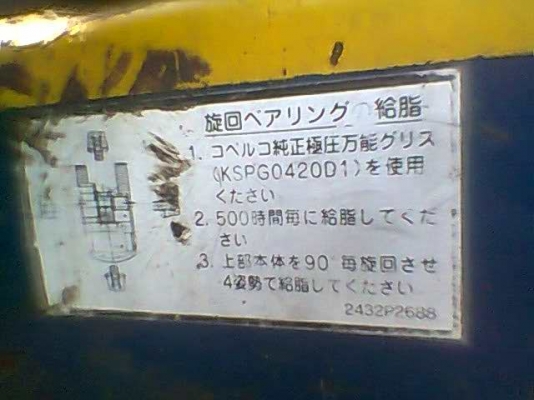 旋回ベアリングの給脂
1. コベルコ純正極圧万能グリス
(KSPG0420D1)を使用
ください
2. 500時間毎に給脂してくだ
さい
3. 上部本体を90 毎旋回させ
4姿勢で給脂してください
2432P2688